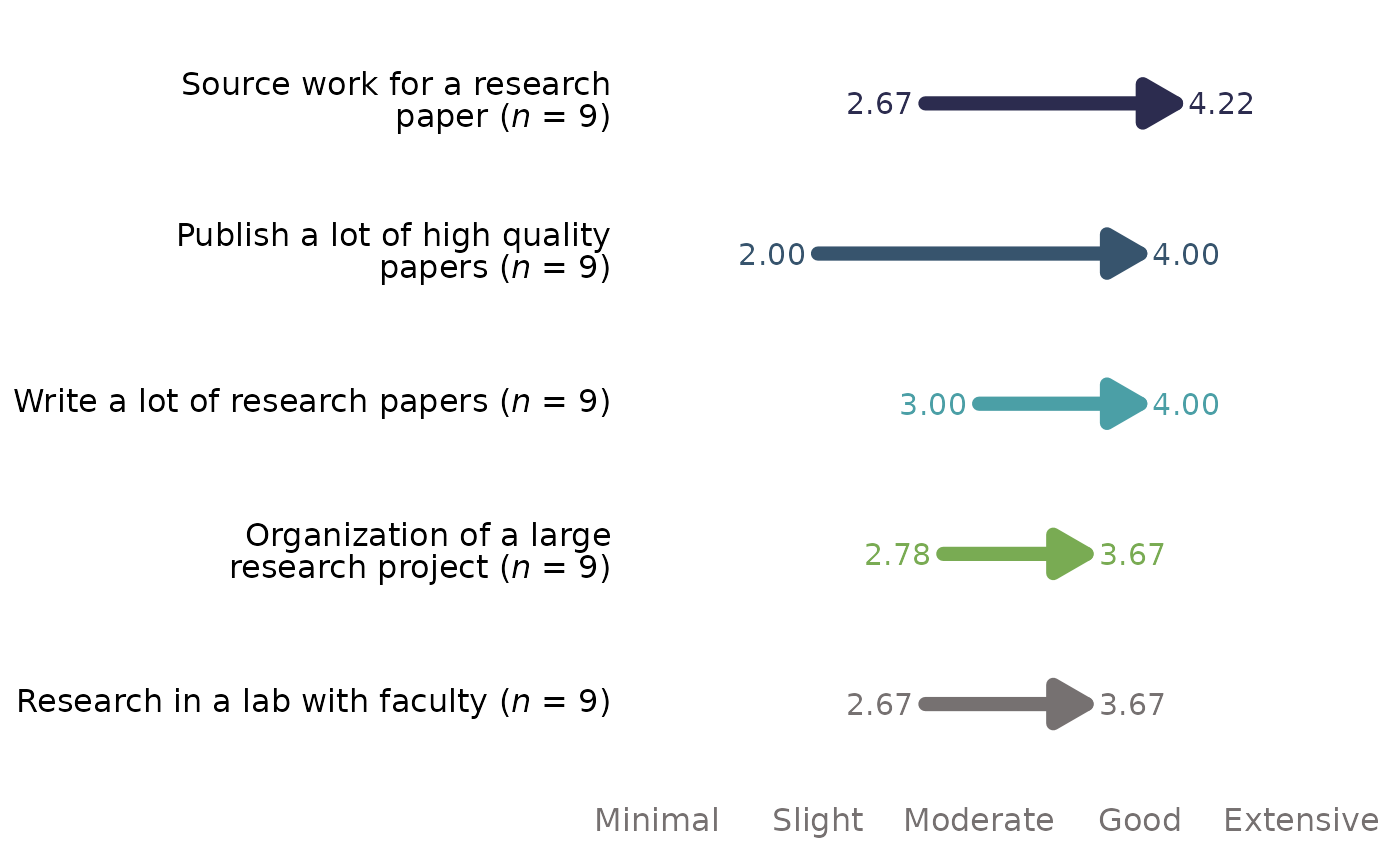 Source work for a research
paper (n = 9)
2.67
4.22
Publish a lot of high quality
papers (n = 9)
2.00
4.00
Write a lot of research papers (n = 9)
3.00
4.00
Organization of a large
research project (n = 9)
2.78
3.67
Research in a lab with faculty (n = 9)
2.67
3.67
Minimal Slight Moderate Good Extensive